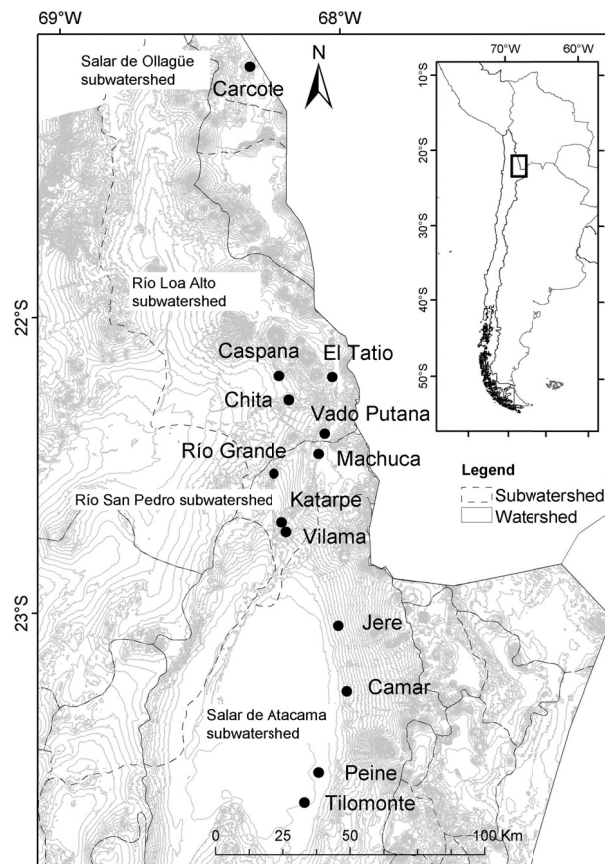 69°W
68°W
Salar de Ollagüe
subwatershed
N
Carcote
70°W
60°W
10°S
20°S
30°S
40°S
50°S
Río Loa Alto
subwatershed
22°S
Caspana
El Tatio
Chita
Vado Putana
Río Grande
Machuca
Legend
Subwatershed
Watershed
Río San Pedro subwatershed
Katarpe
Vilama
23°S
Jere
Camar
Salar de Atacama
subwatershed
Peine
Tilomonte
0 25 50 100 Km